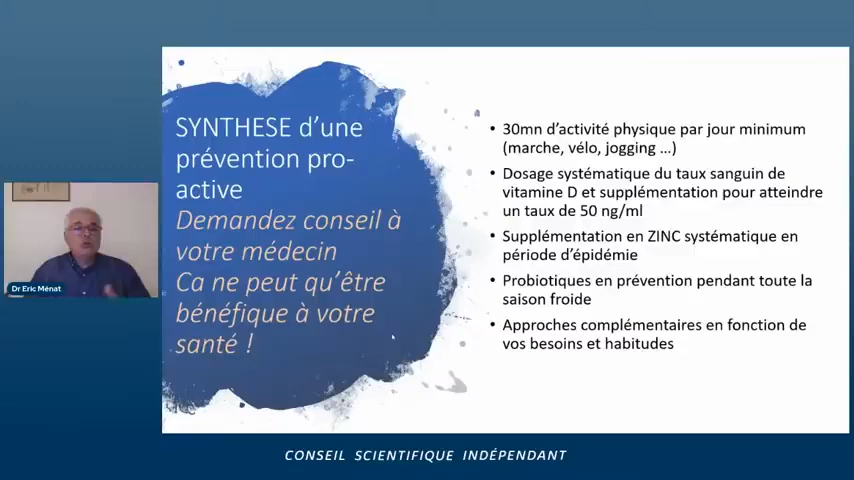 SYNTHESE d'une
prévention pro-
active
Demandez conseil à
votre médecin
Ca ne peut qu'être
bénéfique à votre
santé !
• 30mn d'activité physique par jour minimum
(marche, vélo, jogging ...)
• Dosage systématique du taux sanguin de
vitamine D et supplémentation pour atteindre
un taux de 50 ng/ml
• Supplémentation en ZINC systématique en
période d'épidémie
• Probiotiques en prévention pendant toute la
saison froide
• Approches complémentaires en fonction de
vos besoins et habitudes
Dr Eric Ménat
CONSEIL SCIENTIFIQUE INDÉPENDANT